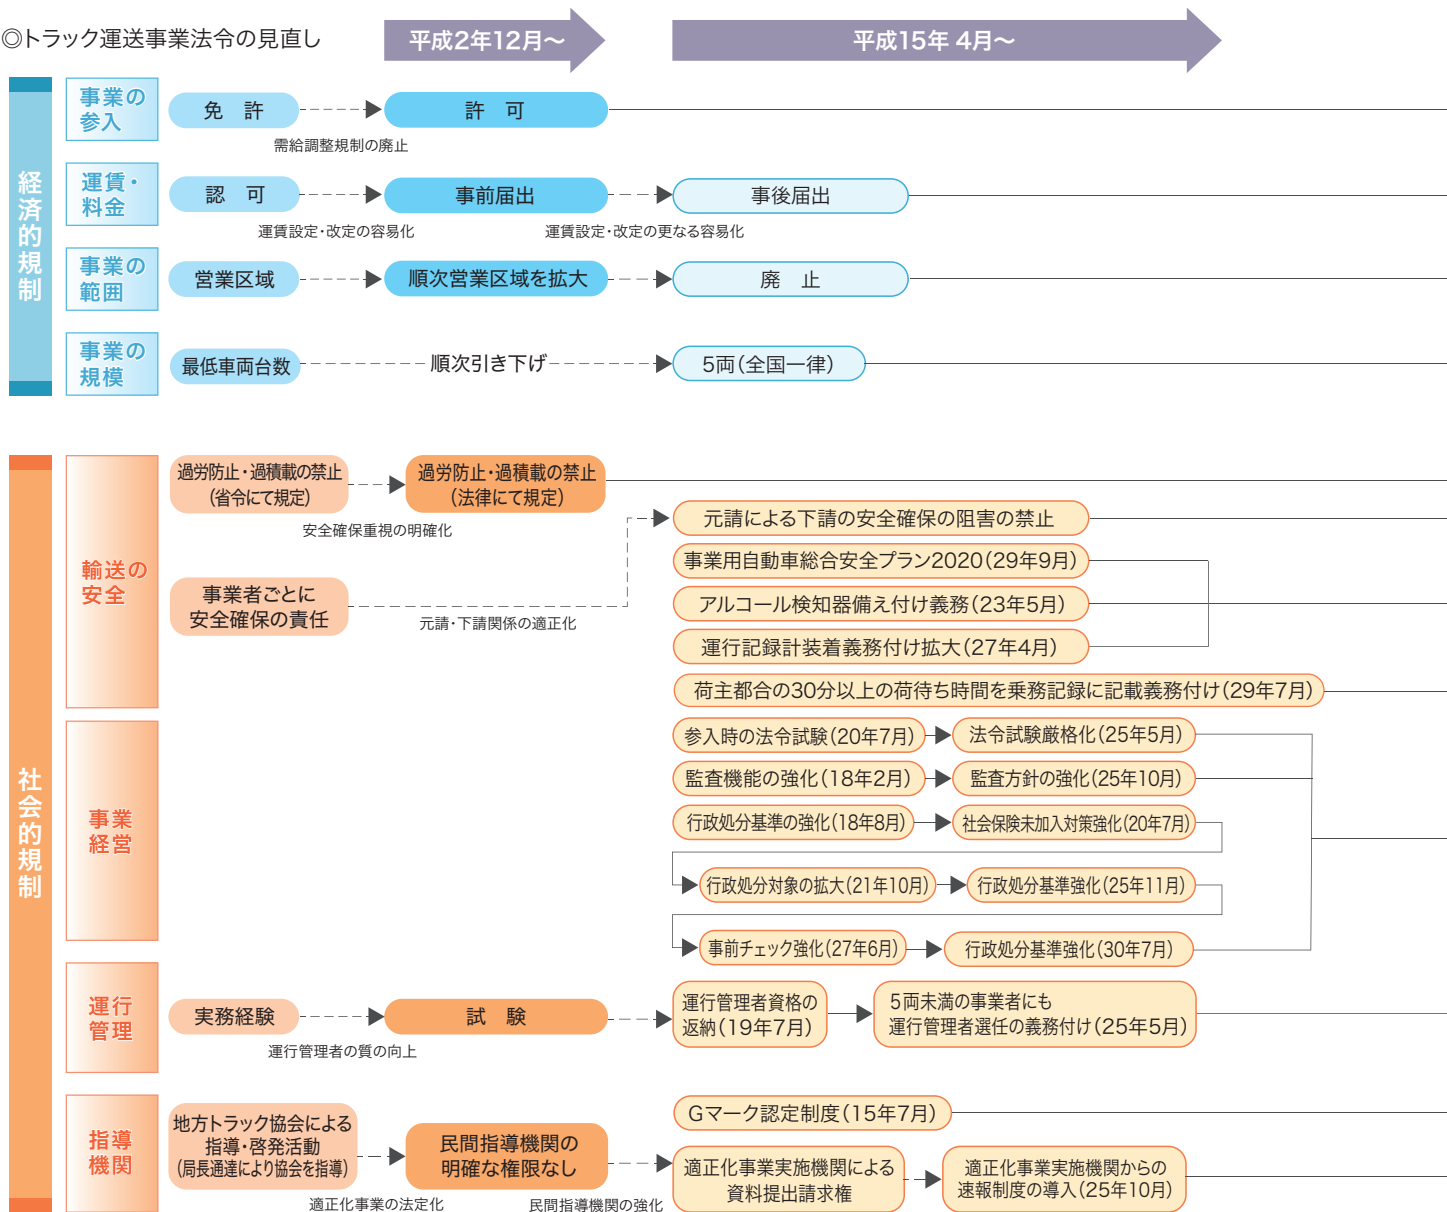 ◎トラック運送事業法令の見直し
平成2年12月～
平成15年 4月～
経済的規制
事業の
参入
免　許
許　可
需給調整規制の廃止
運賃・
料金
認　可
事前届出
事後届出
運賃設定・改定の容易化
運賃設定・改定の更なる容易化
事業の
範囲
営業区域
順次営業区域を拡大
廃　止
事業の
規模
最低車両台数
順次引き下げ
5両（全国一律）
社会的規制
輸送の
安全
過労防止・過積載の禁止
（省令にて規定）
過労防止・過積載の禁止
（法律にて規定）
安全確保重視の明確化
元請による下請の安全確保の阻害の禁止
事業用自動車総合安全プラン2020（29年9月）
事業者ごとに
安全確保の責任
元請・下請関係の適正化
アルコール検知器備え付け義務（23年5月）
運行記録計装着義務付け拡大（27年4月）
荷主都合の30分以上の荷待ち時間を乗務記録に記載義務付け（29年7月）
事業
経営
参入時の法令試験（20年7月）
法令試験厳格化（25年5月）
監査機能の強化（18年2月）
監査方針の強化（25年10月）
行政処分基準の強化（18年8月）
社会保険未加入対策強化（20年7月）
行政処分対象の拡大（21年10月）
行政処分基準強化（25年11月）
事前チェック強化（27年6月）
行政処分基準強化（30年7月）
運行
管理
実務経験
試　験
運行管理者の質の向上
運行管理者資格の
返納（19年7月）
5両未満の事業者にも
運行管理者選任の義務付け（25年5月）
指導
機関
地方トラック協会による
指導・啓発活動
（局長通達により協会を指導）
民間指導機関の
明確な権限なし
適正化事業の法定化
民間指導機関の強化
Gマーク認定制度（15年7月）
適正化事業実施機関による
資料提出請求権
適正化事業実施機関からの
速報制度の導入（25年10月）